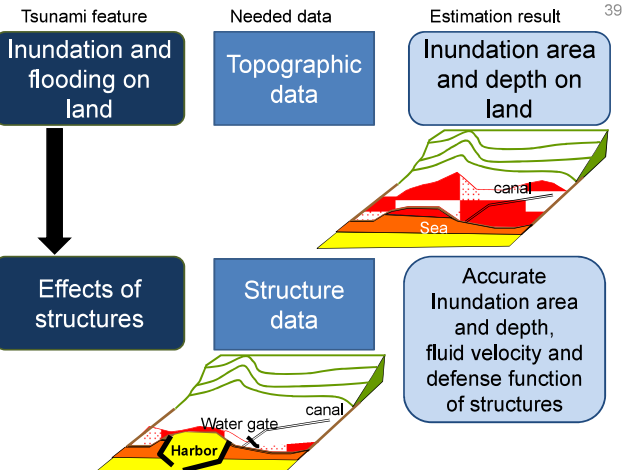 Tsunami feature
Needed data
Estimation result
39
Inundation and
flooding on
land
Topographic
data
Inundation area
and depth on
land
canal
Sea
Effects of
structures
Structure
data
Accurate
Inundation area
and depth,
fluid velocity and
defense function
of structures
canal
Water gate
Harbor